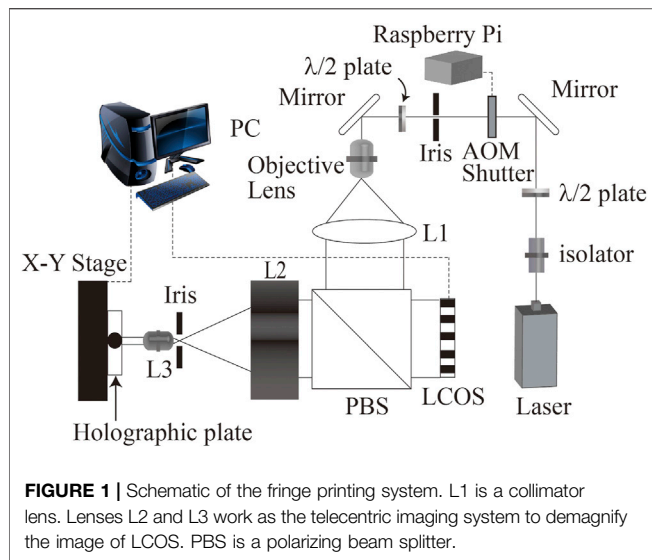 Raspberry Pi
λ/2 plate
Mirror
Mirror
PC
Iris
AOM
Shutter
Objective
Lens
λ/2 plate
L1
isolator
X-Y Stage
L2
Iris
L3
PBS
LCOS
Laser
Holographic plate
FIGURE 1 | Schematic of the fringe printing system. L1 is a collimator
lens. Lenses L2 and L3 work as the telecentric imaging system to demagnify
the image of LCOS. PBS is a polarizing beam splitter.